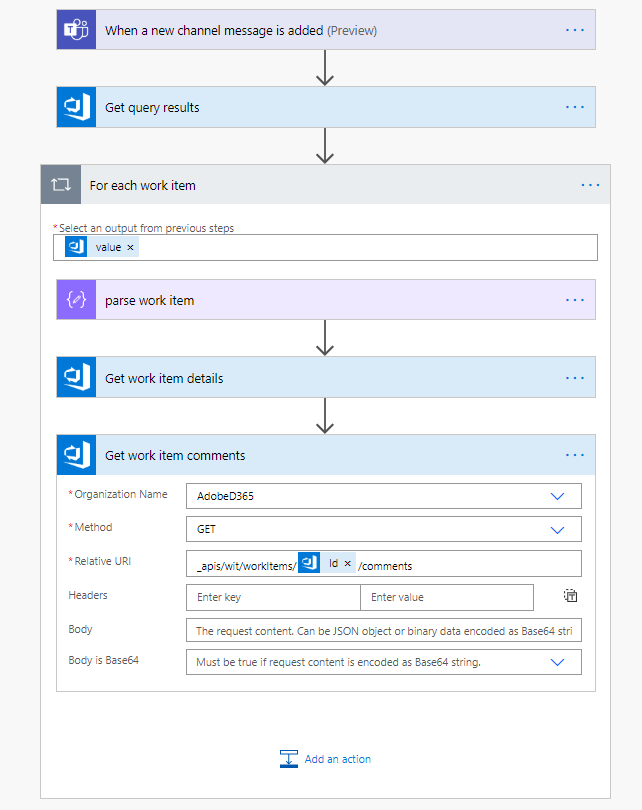 When a new channel message is added (Preview)
Get query results
For each work item
*Select an output from previous steps
value ×
parse work item
Get work item details
Get work item comments
*Organization Name AdobeD365
*Method GET
*Relative URI _apis/wit/workItems/ Id × /comments
Headers Enter key Enter value
Body The request content. Can be JSON object or binary data encoded as Base64 stri
Body is Base64 Must be true if request content is encoded as Base64 string.
Add an action